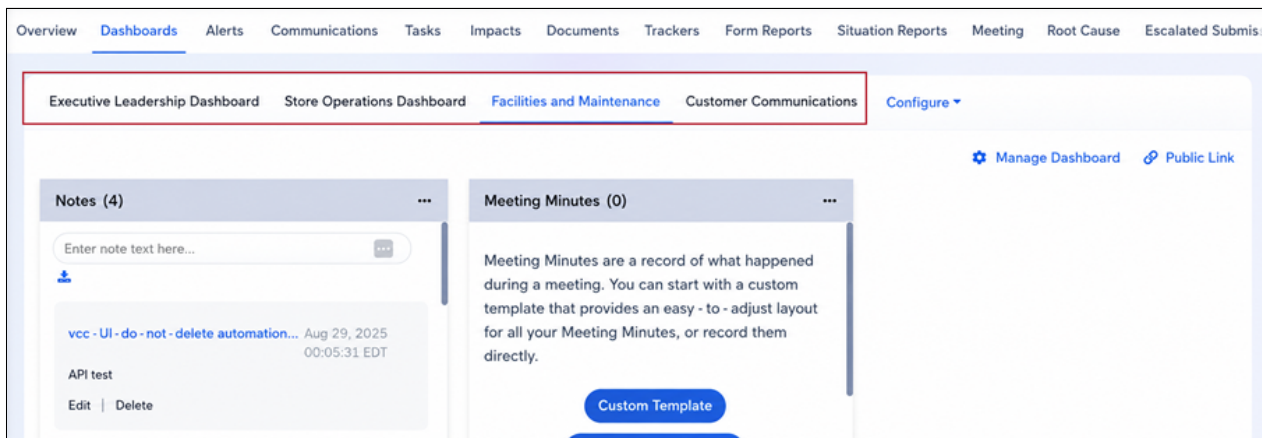 Overview Dashboards Alerts Communications Tasks Impacts Documents Trackers Form Reports Situation Reports Meeting Root Cause Escalated
Executive Leadership Dashboard Store Operations Dashboard Facilities and Maintenance Customer Communications Configure
Manage Dashboard Public Link
Notes (4)
Enter note text here...
vcc - UI - do - not - delete automation... Aug 29, 2025
00:05:31 EDT
API test
Edit | Delete
Meeting Minutes (0)
Meeting Minutes are a record of what happened
during a meeting. You can start with a custom
template that provides an easy - to - adjust layout
for all your Meeting Minutes, or record them
directly.
Custom Template